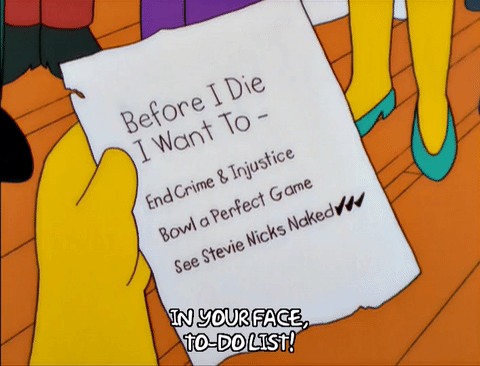 Before I Die
I Want To -
End Crime & Injustice
Bowl a Perfect Game
See Stevie Nicks Naked✔✔✔
IN YOUR FACE,
TO-DO LIST!